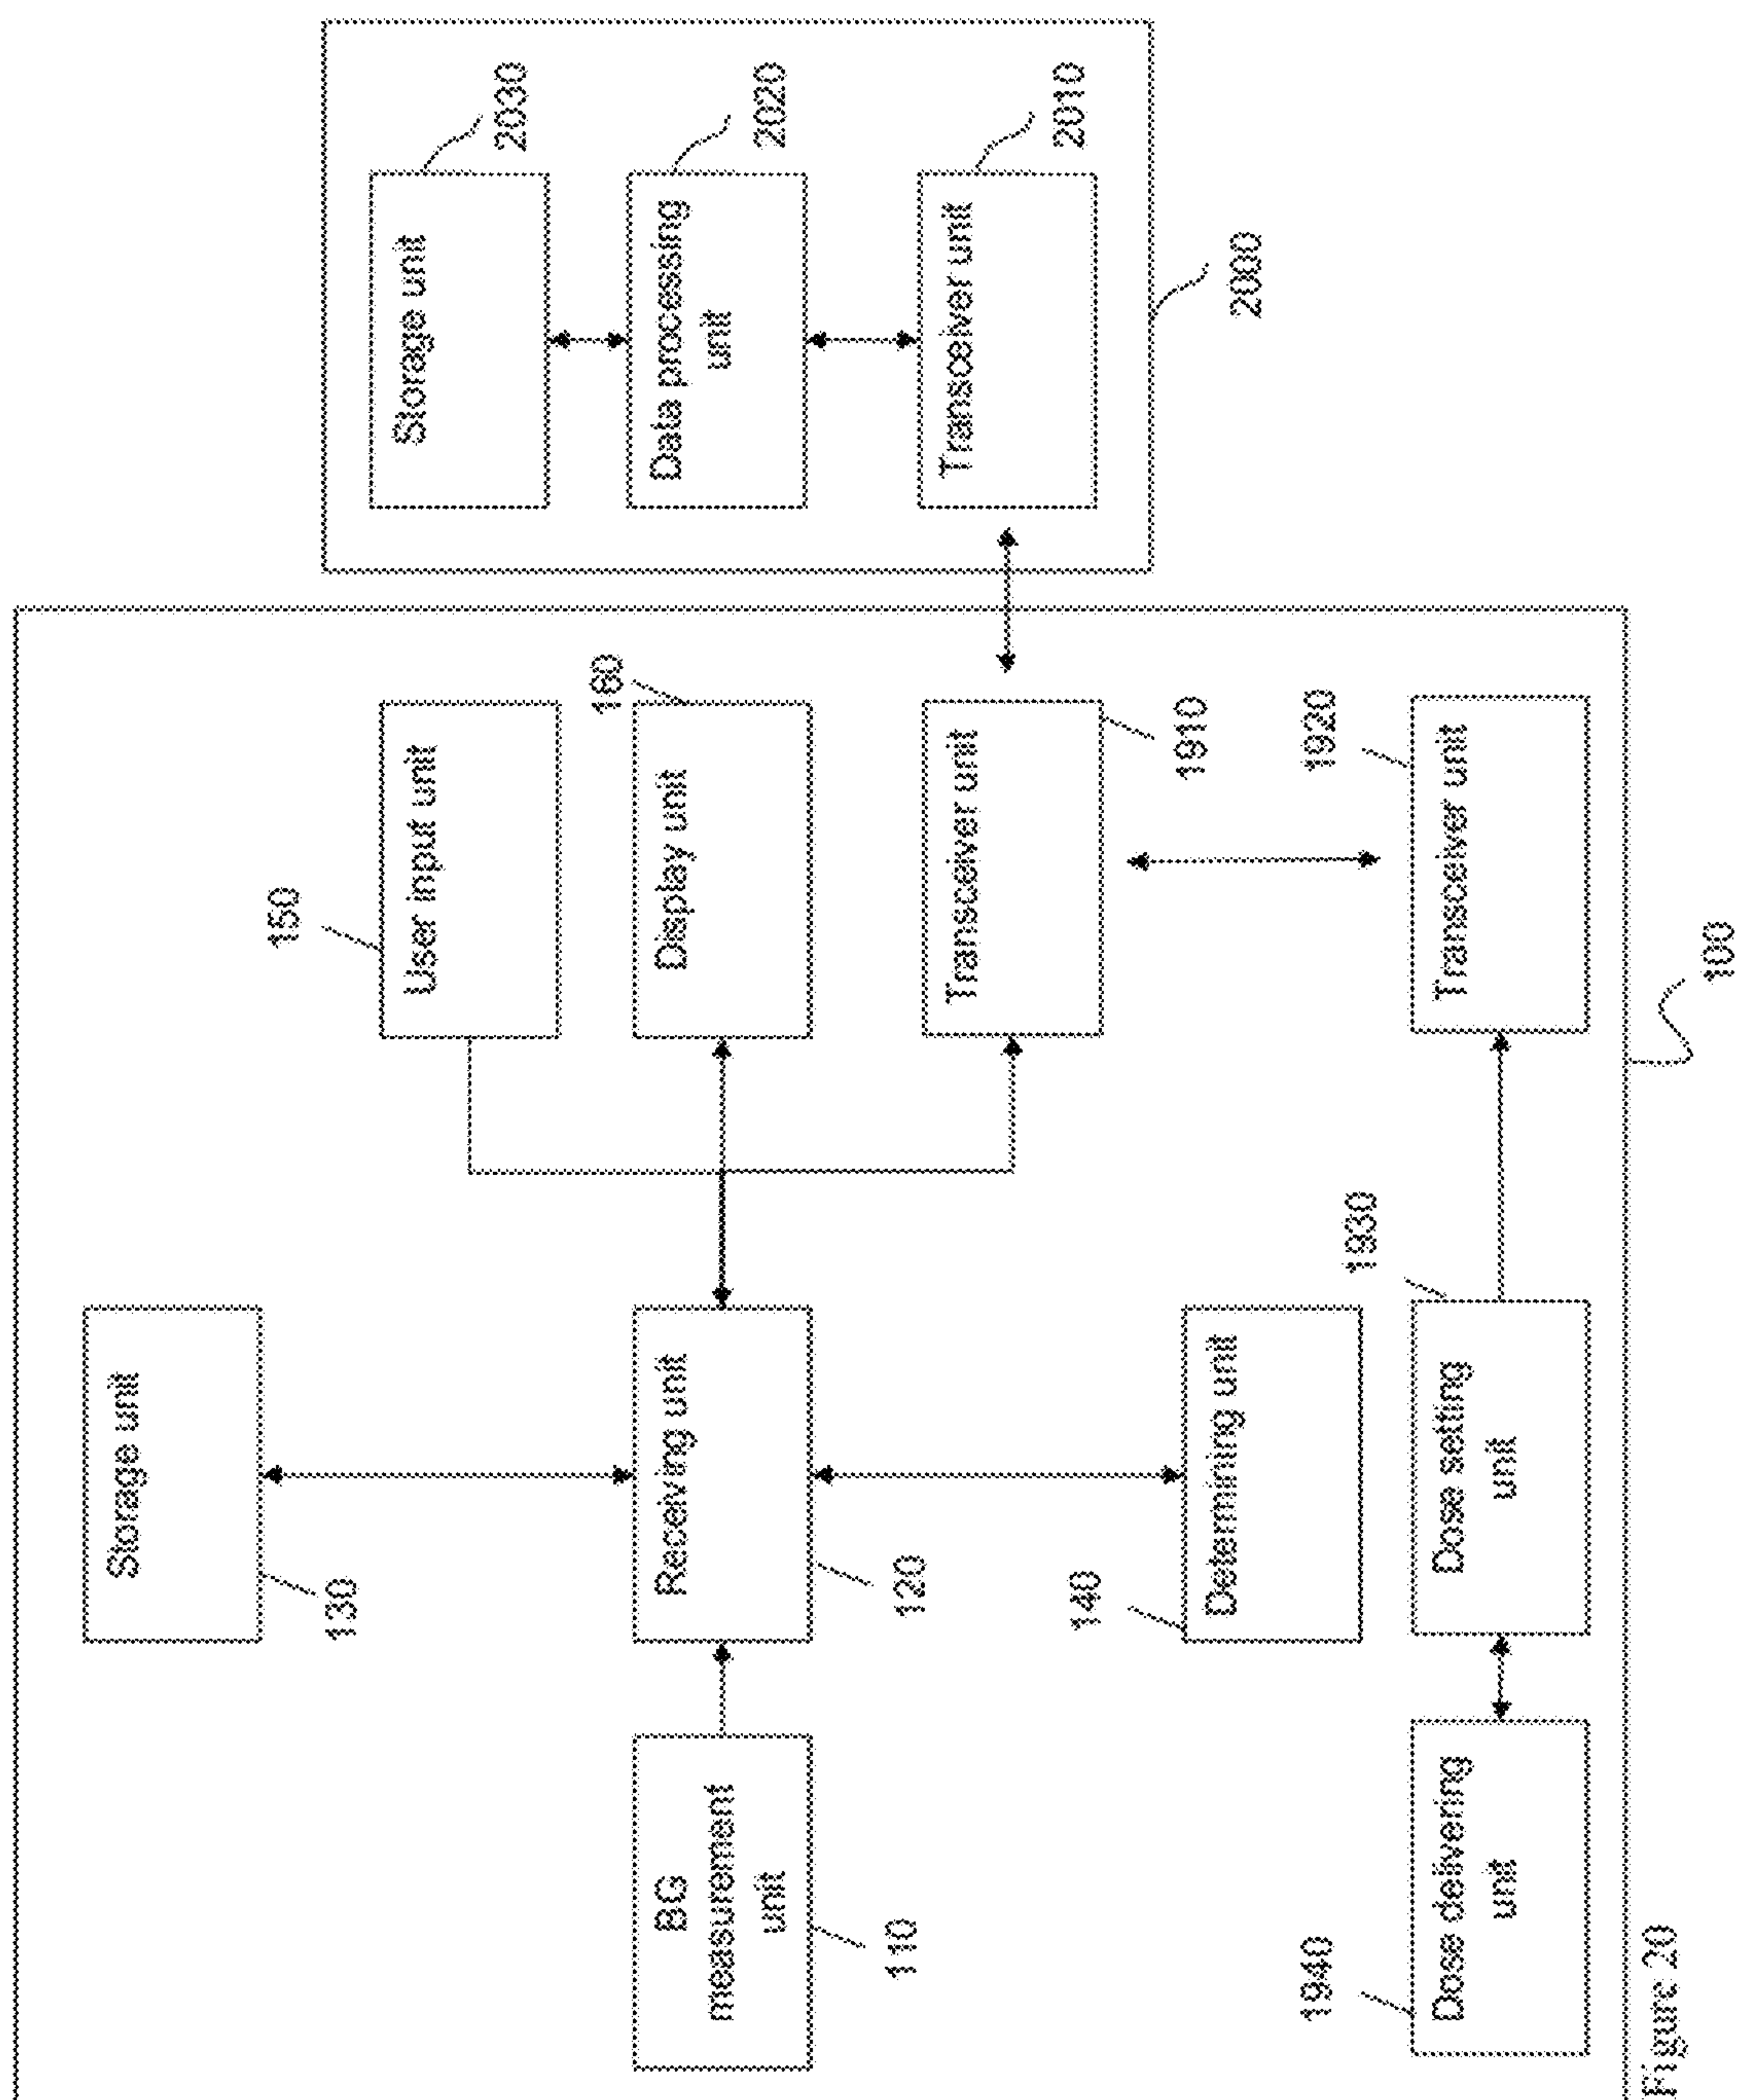 Storage unit
130
150
User input unit
Storage unit
2030
BG
measurement
unit
110
Receiving unit
120
160
Display unit
Data processing
unit
2020
Transceiver unit
1910
Transceiver unit
2010
140
Determining unit
2000
1940
Dose delivering
unit
1930
Dose setting
unit
1920
Transceiver unit
100
Figure 20